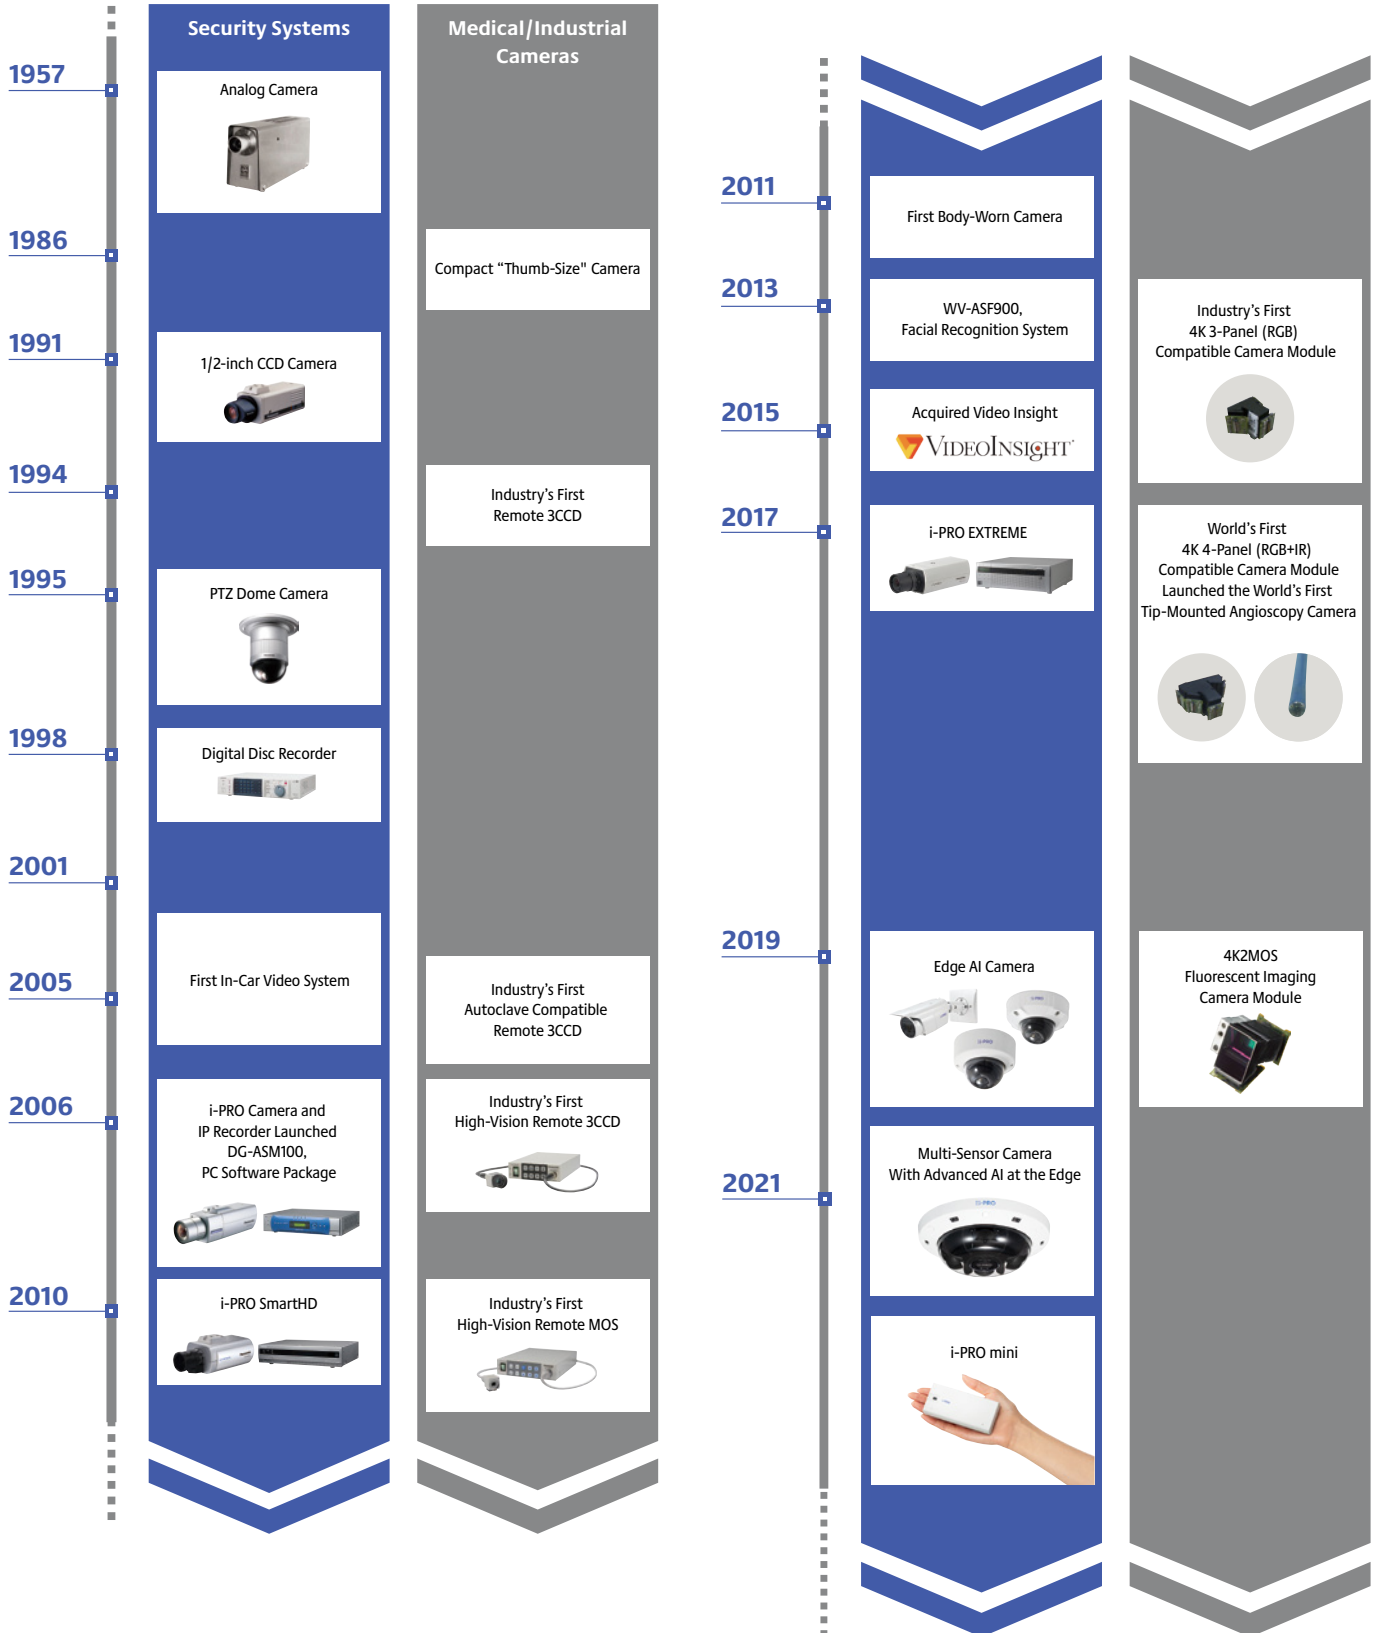 Security Systems
Medical/Industrial
Cameras
1957
Analog Camera
1986
Compact “Thumb-Size" Camera
1991
1/2-inch CCD Camera
1994
Industry’s First
Remote 3CCD
1995
PTZ Dome Camera
1998
Digital Disc Recorder
2001
First In-Car Video System
2005
Industry’s First
Autoclave Compatible
Remote 3CCD
2006
i-PRO Camera and
IP Recorder Launched
DG-ASM100,
PC Software Package
Industry’s First
High-Vision Remote 3CCD
2010
i-PRO SmartHD
Industry’s First
High-Vision Remote MOS
2011
First Body-Worn Camera
2013
WV-ASF900,
Facial Recognition System
Industry’s First
4K 3-Panel (RGB)
Compatible Camera Module
2015
Acquired Video Insight
VIDEOINSIGHT
2017
i-PRO EXTREME
World’s First
4K 4-Panel (RGB+IR)
Compatible Camera Module
Launched the World’s First
Tip-Mounted Angioscopy Camera
2019
Edge AI Camera
i-PRO
i-PRO
4K2MOS
Fluorescent Imaging
Camera Module
2021
Multi-Sensor Camera
With Advanced AI at the Edge
i-PRO
i-PRO mini
i-PRO